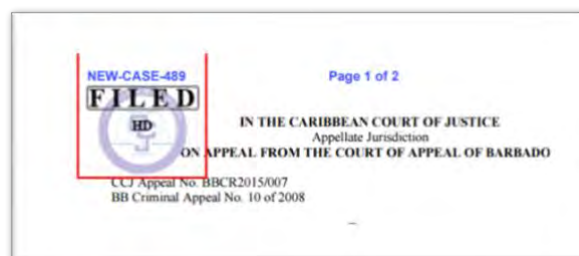 NEW-CASE-489 Page 1 of 2
FILED
HD
IN THE CARIBBEAN COURT OF JUSTICE
Appellate Jurisdiction
ON APPEAL FROM THE COURT OF APPEAL OF BARBADO
CCJ Appeal No. BBCR2015/007
BB Criminal Appeal No. 10 of 2008